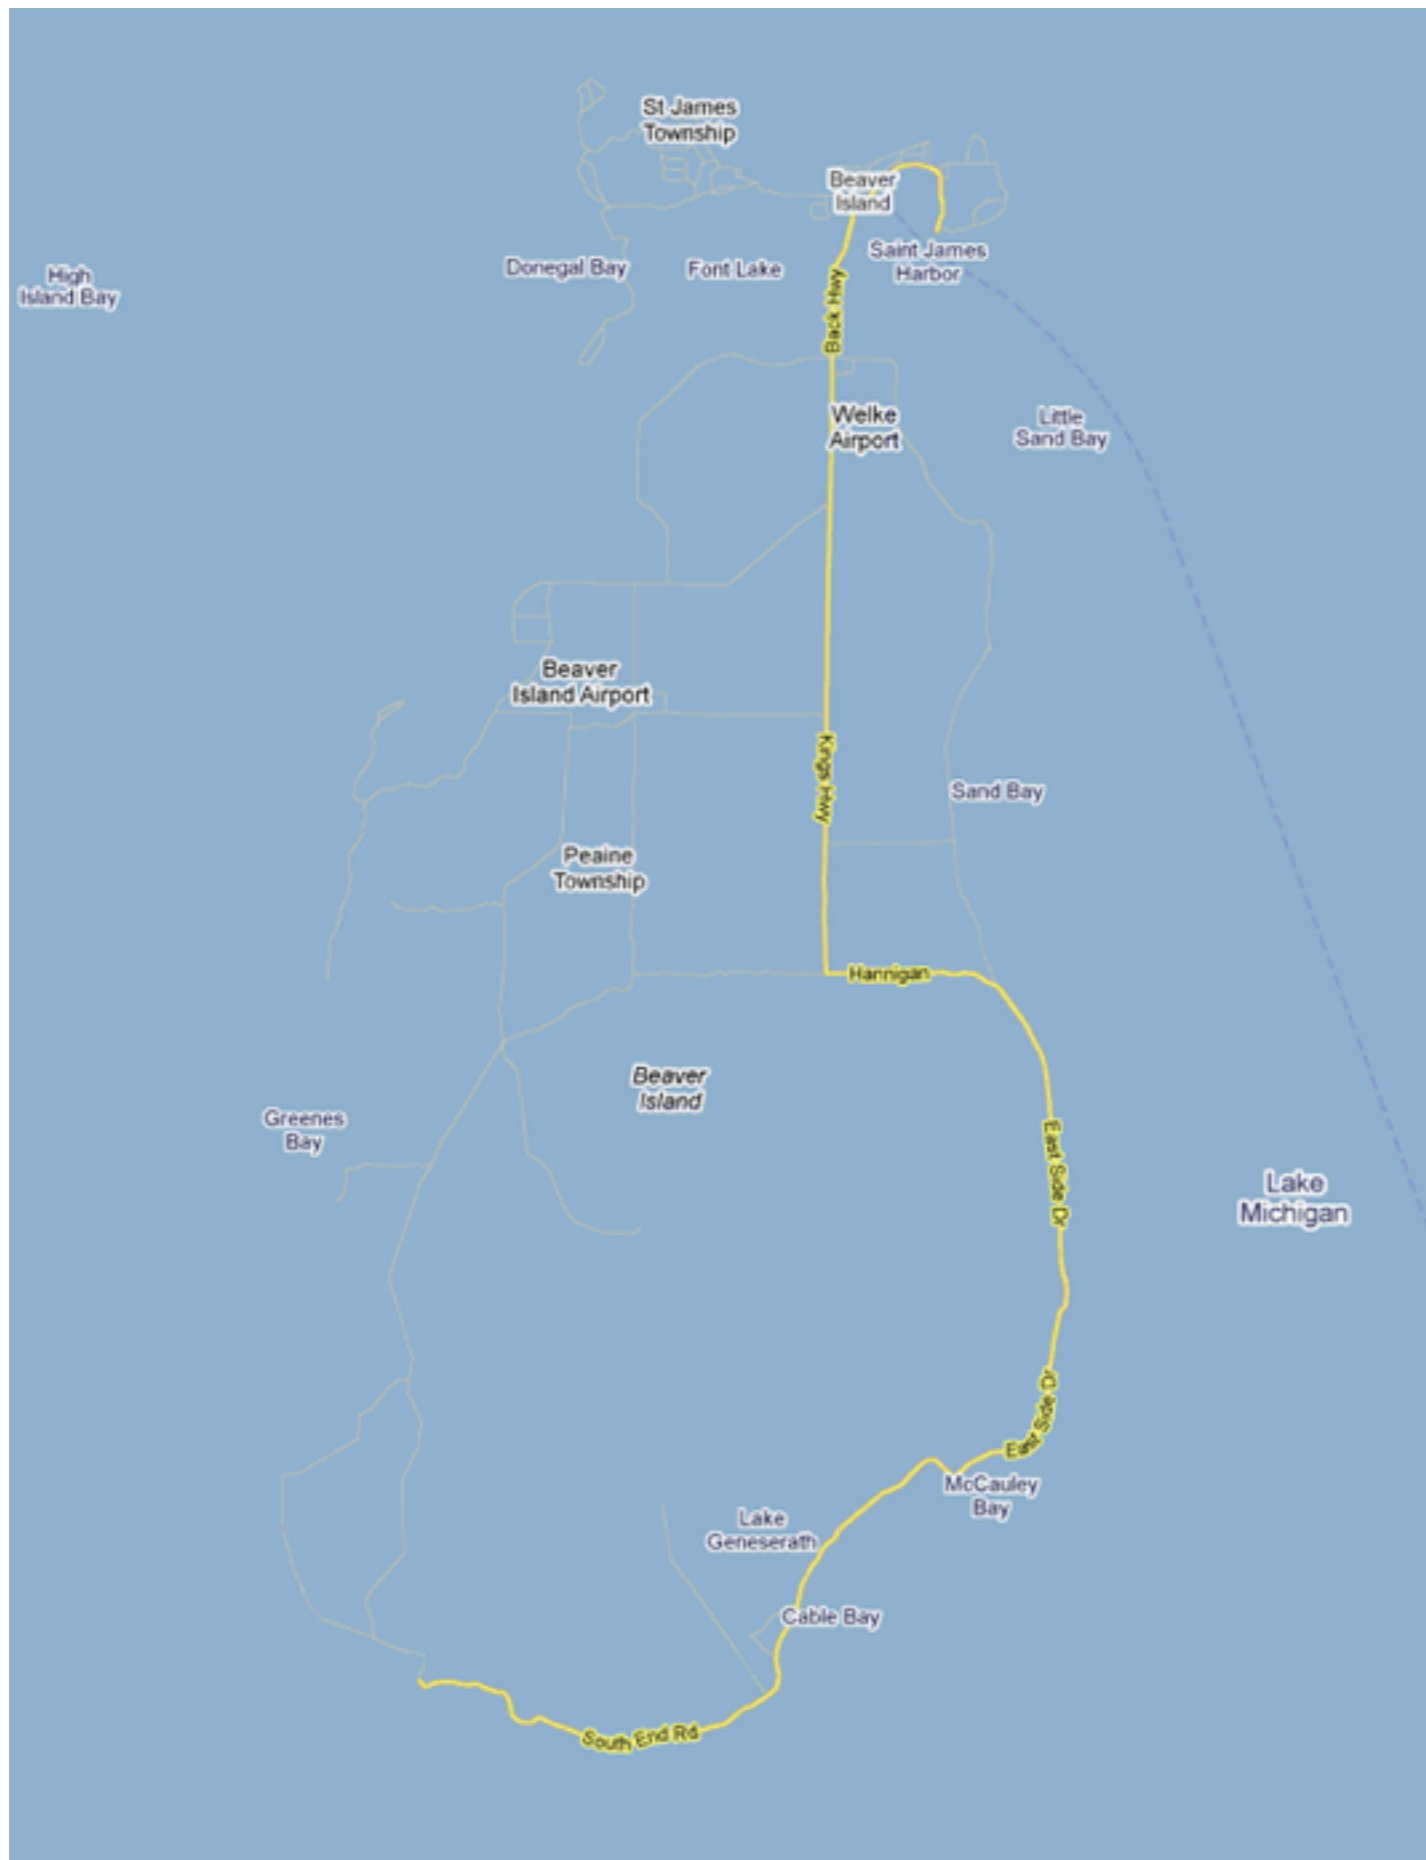 St James
Township
Beaver
Island
Saint James
Harbor
High
Island Bay
Donegal Bay
Font Lake
Back Hwy
Welke
Airport
Little
Sand Bay
Beaver
Island Airport
Kings Hwy
Sand Bay
Peaine
Township
Hannigan
Beaver
Island
Greenes
Bay
East Side Dr
Lake
Michigan
East Side Dr
McCauley
Bay
Lake
Geneserath
Cable Bay
South End Rd